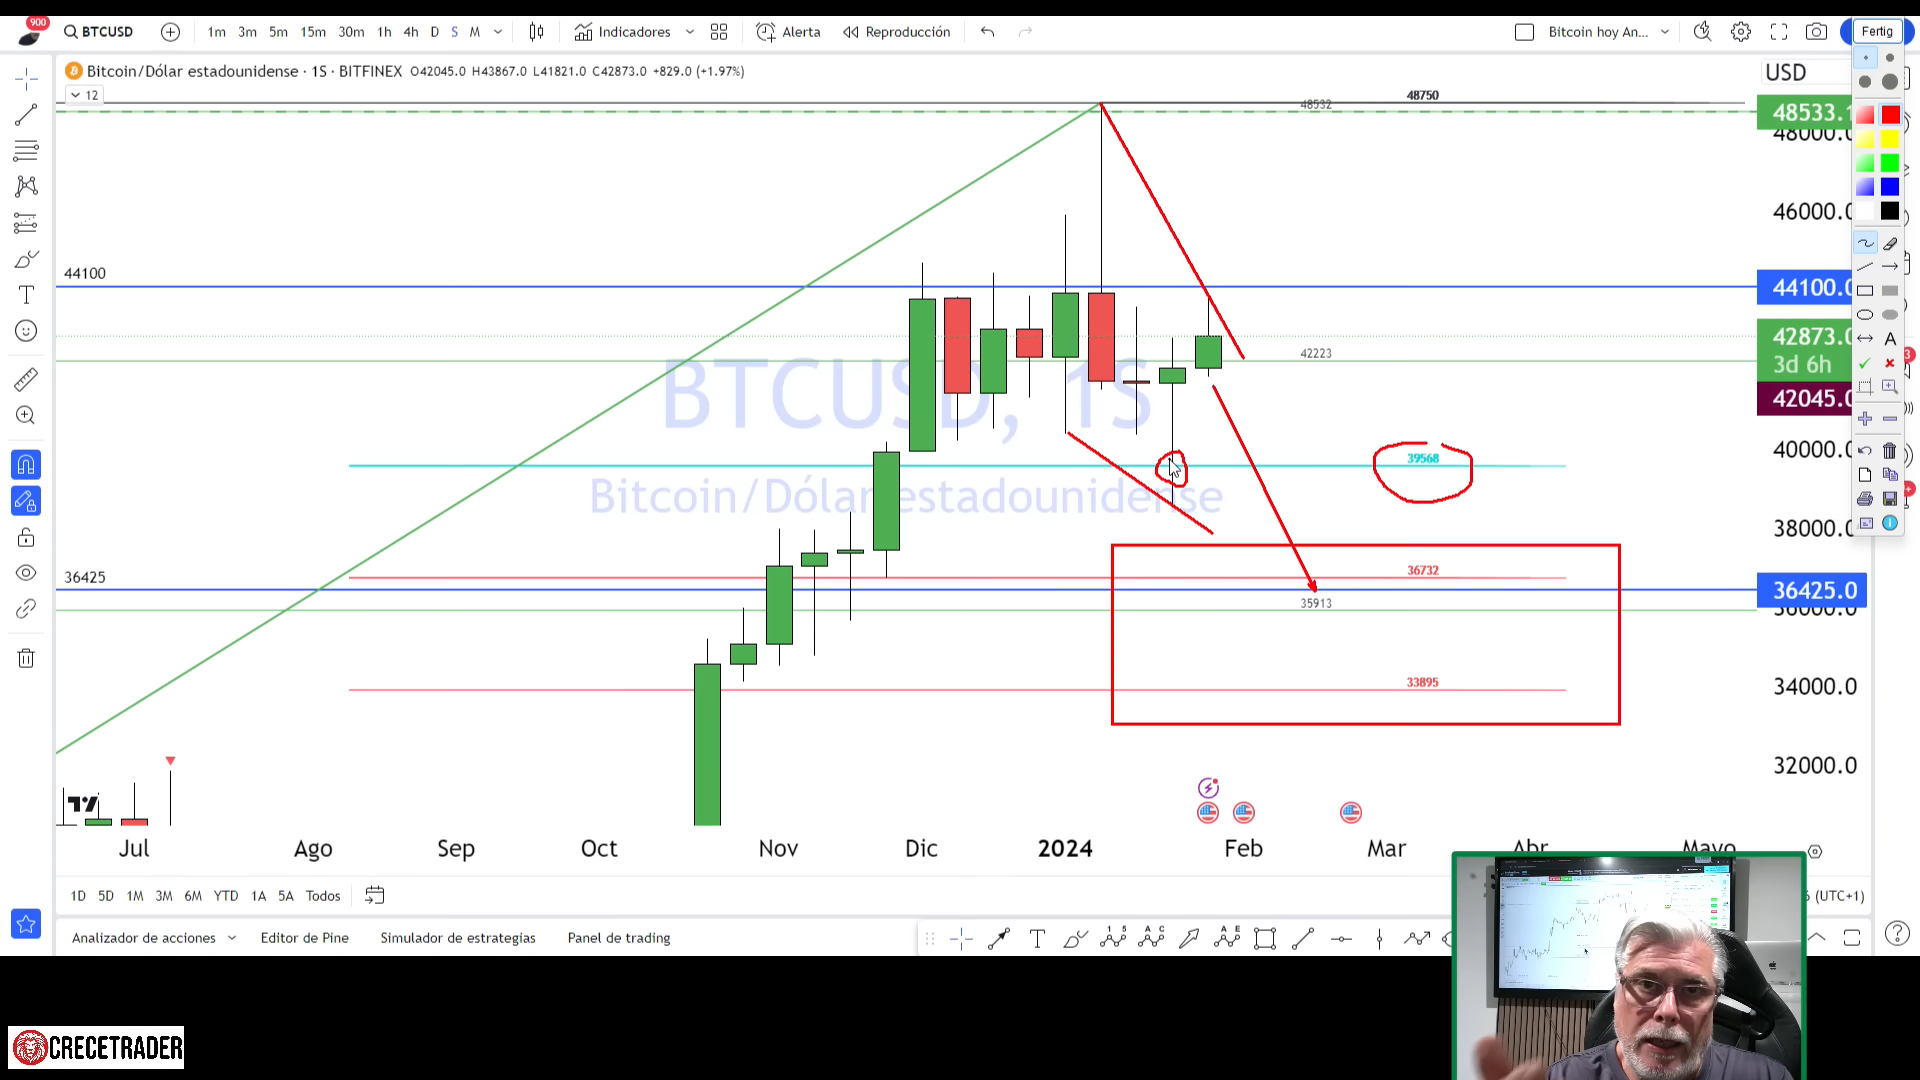 900
BTCUSD
1m 3m 5m 15m 30m 1h 4h D S M
Indicadores
Alerta
Reproducción
Bitcoin hoy An...
Fertig
Bitcoin/Dólar estadounidense · 1S · BITFINEX O42045.0 H43867.0 L41821.0 C42873.0 +829.0 (+1.97%)
USD
12
48750
48532
48533.1
48000.
46000.
44100
44100.0
42873.0
3d 6h
42223
42045.0
BTCUSD, 1S
Bitcoin/Dólar estadounidense
40000.
39568
38000.
36732
36425
36425.0
35913
36000.0
33895
34000.0
32000.0
Jul Ago Sep Oct Nov Dic 2024 Feb Mar Abr Mayo
1D 5D 1M 3M 6M YTD 1A 5A Todos
(UTC+1)
Analizador de acciones
Editor de Pine
Simulador de estrategias
Panel de trading
CRECETRADER